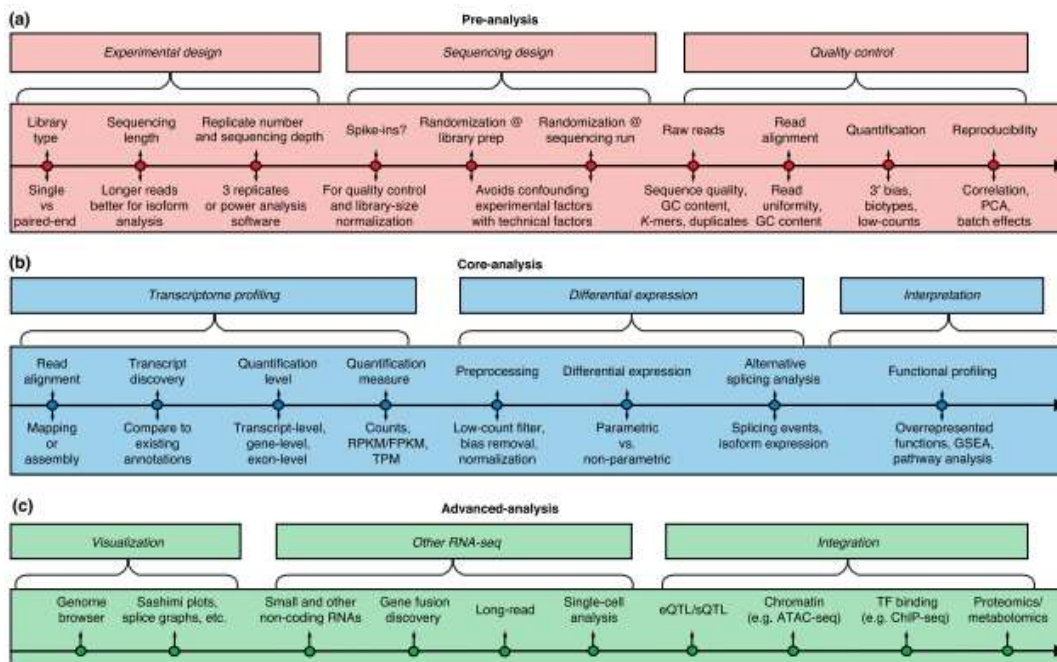 (a)
Pre-analysis
Experimental design
Sequencing design
Quality control
Library
type
Sequencing
length
Replicate number
and sequencing depth
Spike-ins?
Randomization @
library prep
Randomization @
sequencing run
Raw reads
Read
alignment
Quantification
Reproducibility
Single
vs
paired-end
Longer reads
better for isoform
analysis
3 replicates
or power analysis
software
For quality control
and library-size
normalization
Avoids confounding
experimental factors
with technical factors
Sequence quality,
GC content,
K-mers, duplicates
Read
uniformity,
GC content
3' bias,
biotypes,
low-counts
Correlation,
PCA,
batch effects
(b)
Core-analysis
Transcriptome profiling
Differential expression
Interpretation
Read
alignment
Transcript
discovery
Quantification
level
Quantification
measure
Preprocessing
Differential expression
Alternative
splicing analysis
Functional profiling
Mapping
or
assembly
Compare to
existing
annotations
Transcript-level,
gene-level,
exon-level
Counts,
RPKM/FPKM,
TPM
Low-count filter,
bias removal,
normalization
Parametric
vs.
non-parametric
Splicing events,
isoform expression
Overrepresented
functions, GSEA,
pathway analysis
(c)
Advanced-analysis
Visualization
Other RNA-seq
Integration
Genome
browser
Sashimi plots,
splice graphs, etc.
Small and other
non-coding RNAs
Gene fusion
discovery
Long-read
Single-cell
analysis
eQTL/sQTL
Chromatin
(e.g. ATAC-seq)
TF binding
(e.g. ChIP-seq)
Proteomics/
metabolomics